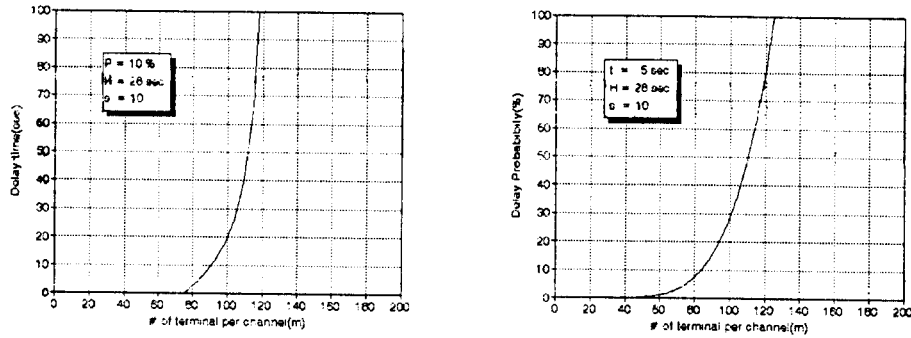 100
90
80
70
60
50
40
30
20
10
0
Delay time(sec)
P = 10 %
H = 28 sec
s = 10
0 20 40 60 80 100 120 140 160 180 200
# of terminal per channel(m)
100
90
80
70
60
50
40
30
20
10
0
Delay Probability(%)
t = 5 sec
H = 28 sec
s = 10
0 20 40 60 80 100 120 140 160 180 200
# of terminal per channel(m)